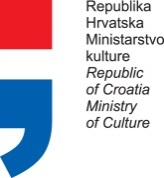 Republika
Hrvatska
Ministarstvo
kulture
Republic
of Croatia
Ministry
of Culture